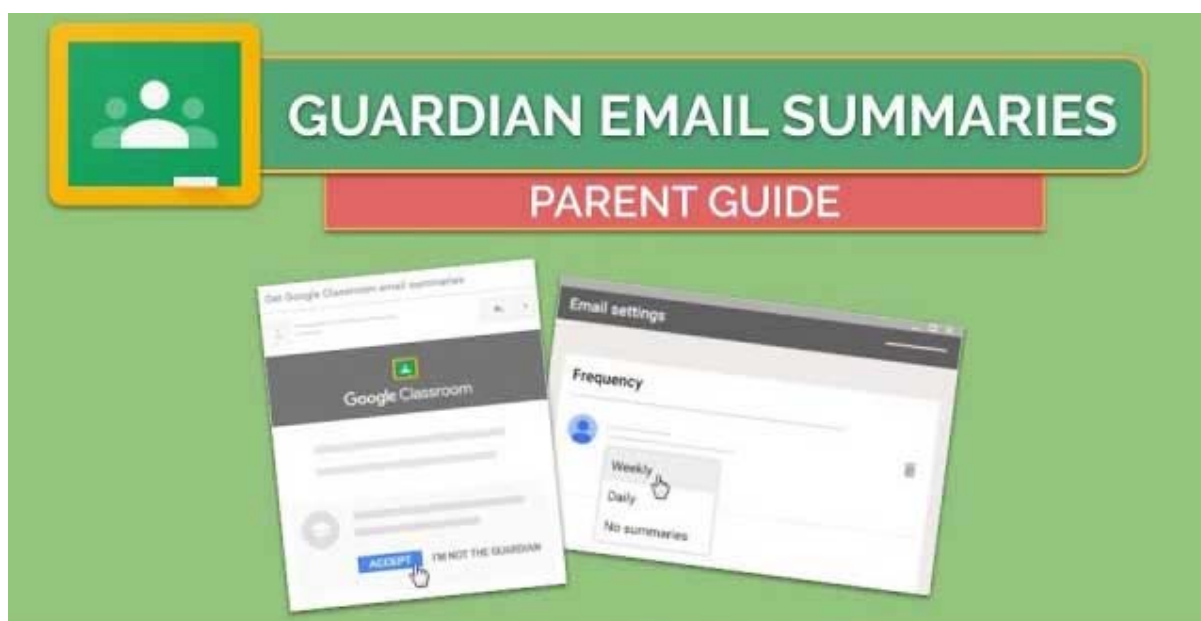 GUARDIAN EMAIL SUMMARIES
PARENT GUIDE
Get Google Classroom email summaries
Google Classroom
ACCEPT I'M NOT THE GUARDIAN
Email settings
Frequency
Weekly
Daily
No summaries